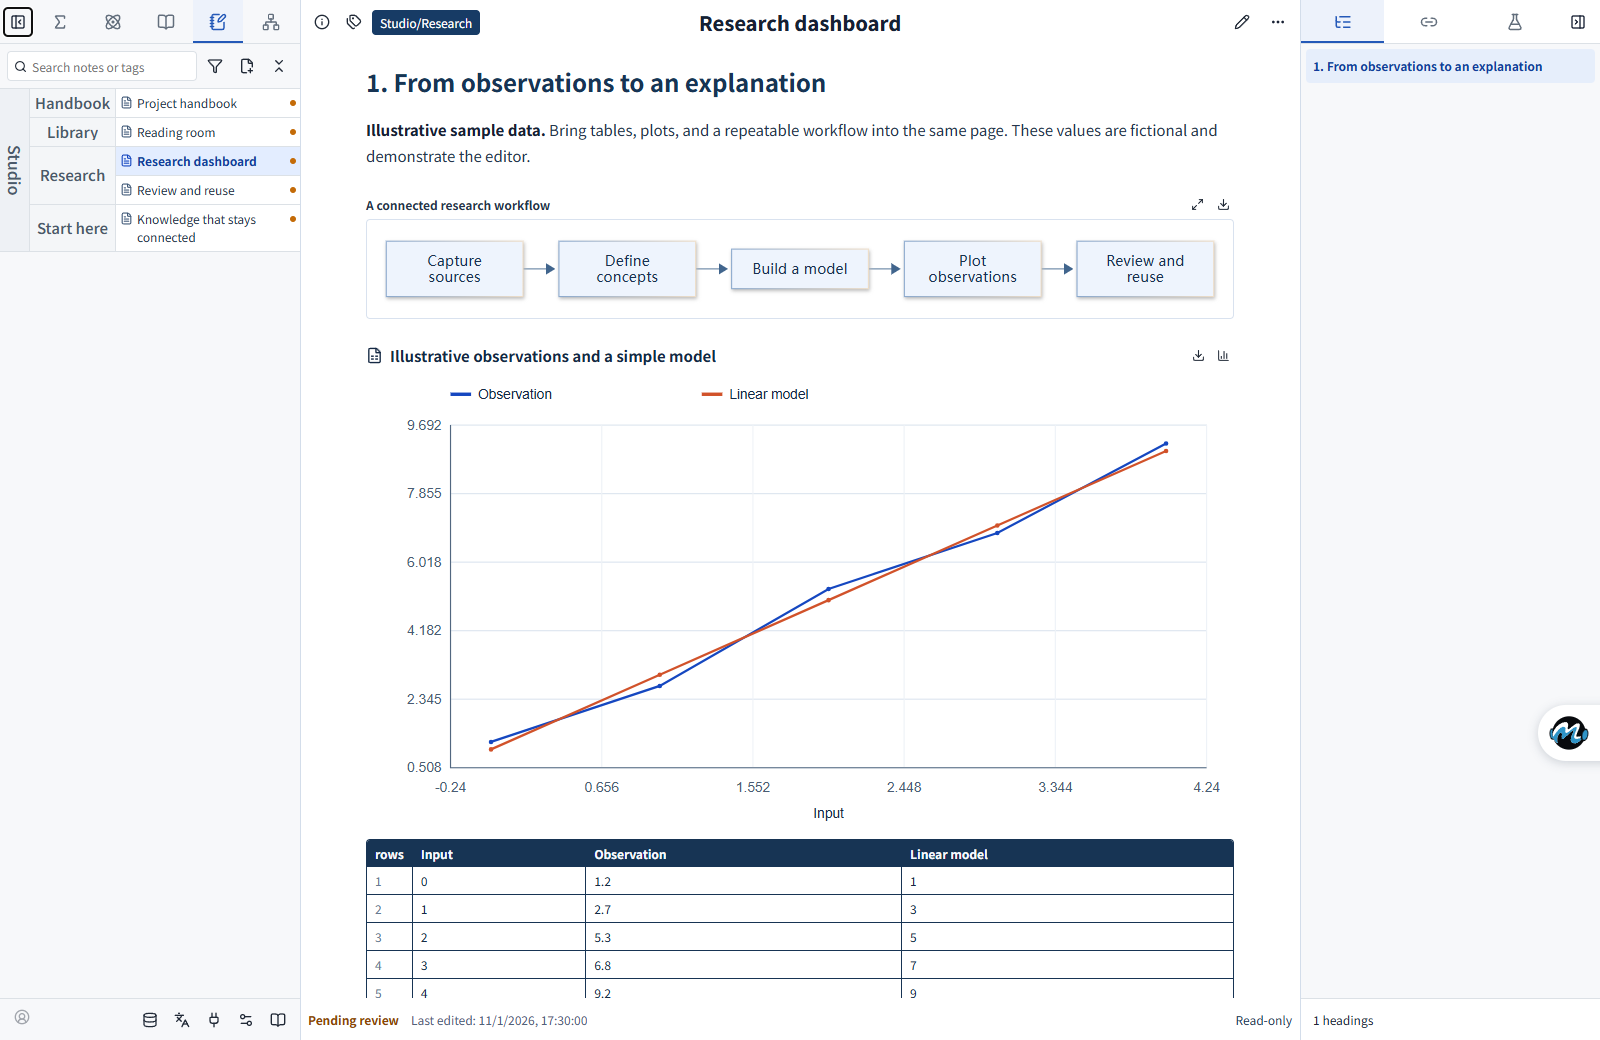 Studio/Research
Research dashboard
Search notes or tags
Studio
Handbook
Project handbook
Library
Reading room
Research
Research dashboard
Review and reuse
Start here
Knowledge that stays
connected
1. From observations to an explanation
Illustrative sample data. Bring tables, plots, and a repeatable workflow into the same page. These values are fictional and
demonstrate the editor.
A connected research workflow
Capture
sources
Define
concepts
Build a model
Plot
observations
Review and
reuse
Illustrative observations and a simple model
Observation
Linear model
9.692
7.855
6.018
4.182
2.345
0.508
-0.24 0.656 1.552 2.448 3.344 4.24
Input
rows Input Observation Linear model
1 0 1.2 1
2 1 2.7 3
3 2 5.3 5
4 3 6.8 7
5 4 9.2 9
Pending review Last edited: 11/1/2026, 17:30:00 Read-only
1. From observations to an explanation
1 headings